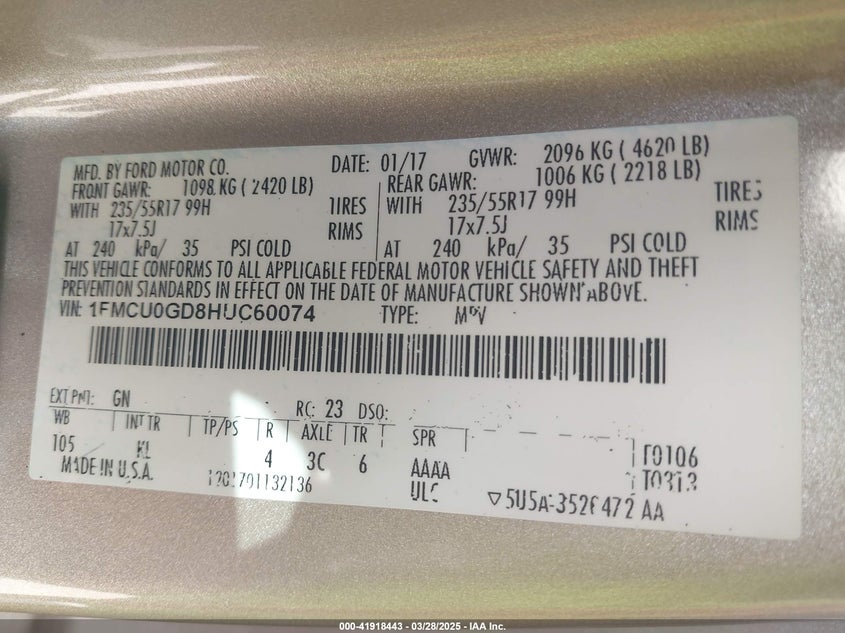 MFD. BY FORD MOTOR CO. DATE: 01/17 GVWR: 2096 KG ( 4620 LB)
FRONT GAWR: 1098 KG ( 2420 LB) REAR GAWR: 1006 KG ( 2218 LB)
WITH 235/55R17 99H TIRES WITH 235/55R17 99H TIRES
17x7.5J RIMS 17x7.5J RIMS
AT 240 kPa/ 35 PSI COLD AT 240 kPa/ 35 PSI COLD
THIS VEHICLE CONFORMS TO ALL APPLICABLE FEDERAL MOTOR VEHICLE SAFETY AND THEFT
PREVENTION STANDARDS IN EFFECT ON THE DATE OF MANUFACTURE SHOWN ABOVE.
VIN: 1FMCU0GD8HUC60074 TYPE: MPV
EXT PNT: GN RC: 23 DSO:
WB INT TR TP/PS R AXLE TR SPR
105 KL 4 3C 6 AAAA T0106
MADE IN U.S.A. ULC
000-41918443 - 03/28/2025 - IAA Inc.